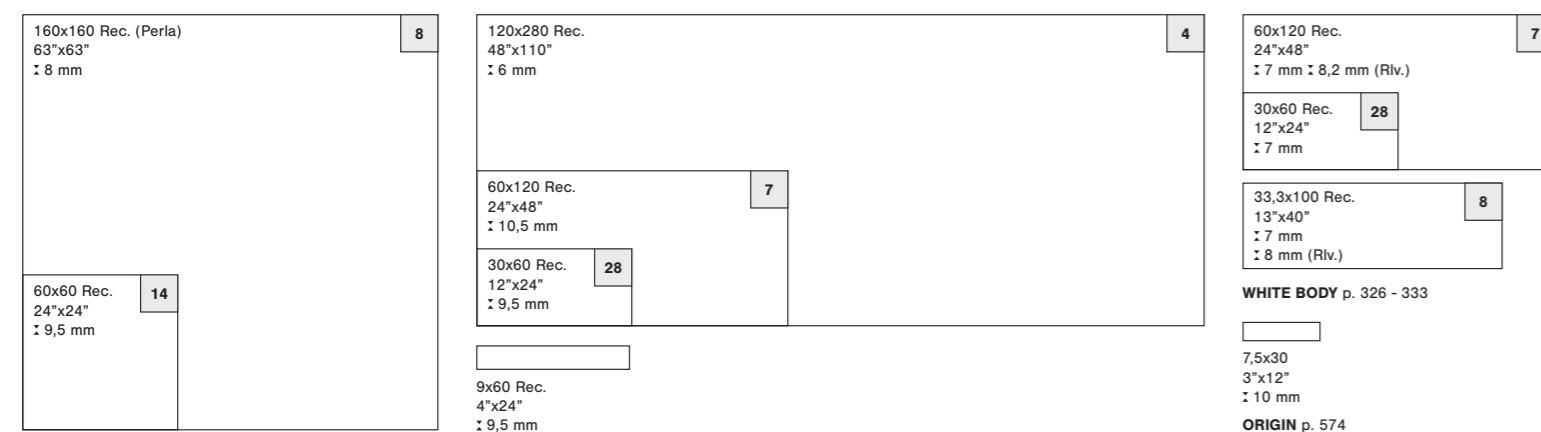 160x160 Rec. (Perla)
63”x63”
8 mm
8
60x60 Rec.
24”x24”
9,5 mm
14
120x280 Rec.
48”x110”
6 mm
4
60x120 Rec.
24”x48”
10,5 mm
7
30x60 Rec.
12”x24”
9,5 mm
28
9x60 Rec.
4”x24”
9,5 mm
60x120 Rec.
24”x48”
7 mm 8,2 mm (Rlv.)
7
30x60 Rec.
12”x24”
7 mm
28
33,3x100 Rec.
13”x40”
7 mm
8 mm (Rlv.)
8
WHITE BODY p. 326 - 333
7,5x30
3”x12”
10 mm
ORIGIN p. 574